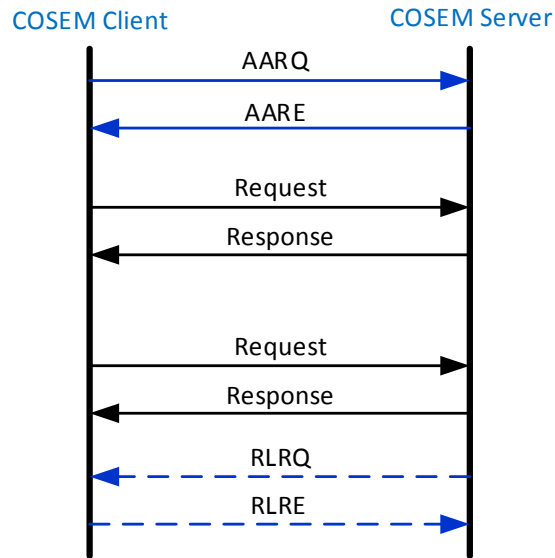 COSEM Client
COSEM Server
AARQ
AARE
Request
Response
Request
Response
RLRQ
RLRE